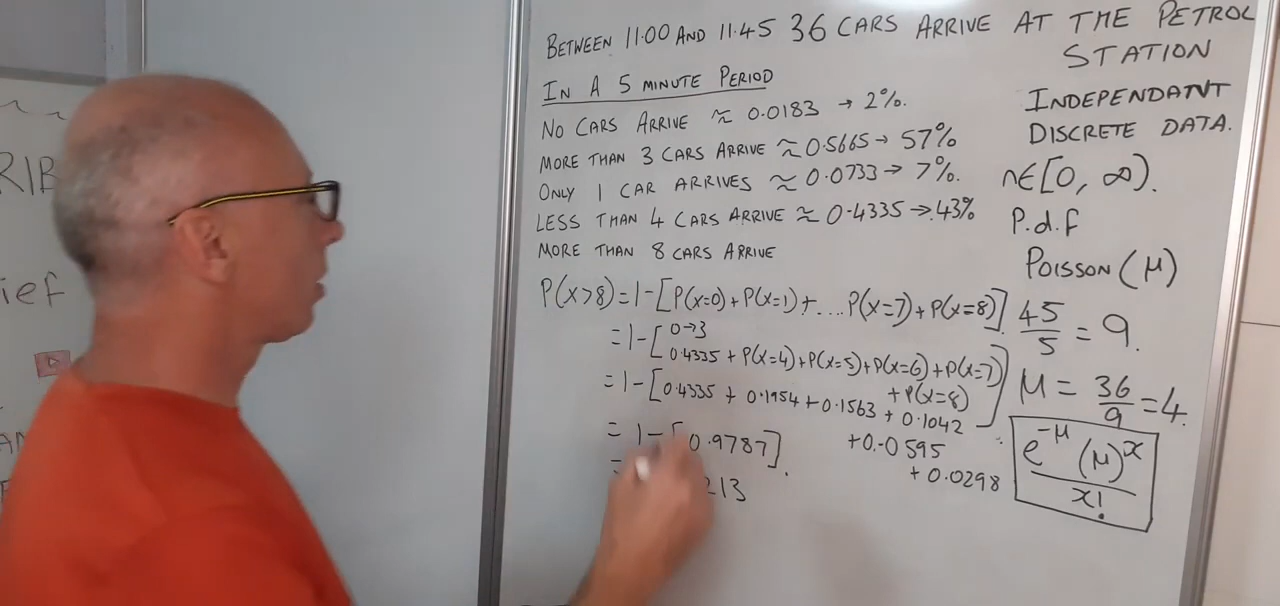 BETWEEN 11:00 AND 11.45 36 CARS ARRIVE AT THE PETROL
STATION
IN A 5 MINUTE PERIOD
NO CARS ARRIVE ≈ 0.0183 → 2%.
MORE THAN 3 CARS ARRIVE ≈ 0.5665 → 57%
ONLY 1 CAR ARRIVES ≈ 0.0733 → 7%.
LESS THAN 4 CARS ARRIVE ≈ 0.4335 → 43%
MORE THAN 8 CARS ARRIVE
P(x>8) = 1-[P(x=0) + P(x=1) + .... P(x=7) + P(x=8)]
= 1-[0.4335 + P(x=4) + P(x=5) + P(x=6) + P(x=7)
0→3
+ P(x=8)]
= 1-[0.4335 + 0.1954 + 0.1563 + 0.1042
+0.0595
+ 0.0298
= 1-[0.9787].
=
213
INDEPENDANT
DISCRETE DATA.
n∈[0, ∞).
P.d.f
POISSON (μ)
45/5 = 9.
μ = 36/9 = 4.
e^-μ (μ)^x / x!
RIB
ief